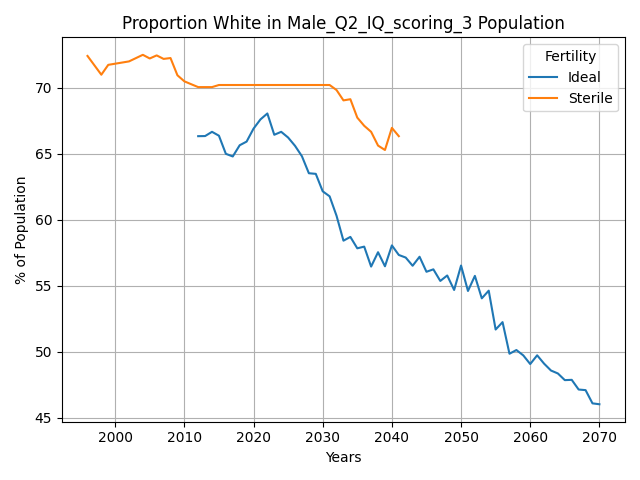 Proportion White in Male_Q2_IQ_scoring_3 Population
Fertility
Ideal
Sterile
% of Population
70
65
60
55
50
45
2000
2010
2020
2030
2040
2050
2060
2070
Years